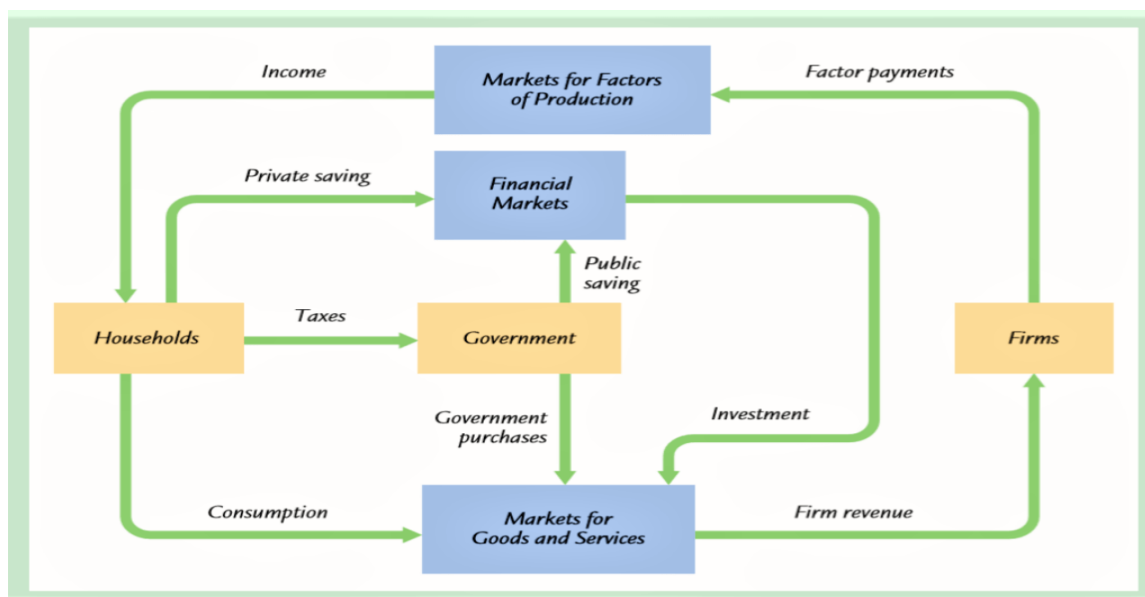 Income
Markets for Factors
of Production
Factor payments
Private saving
Financial
Markets
Public
saving
Households
Taxes
Government
Firms
Government
purchases
Investment
Consumption
Markets for
Goods and Services
Firm revenue